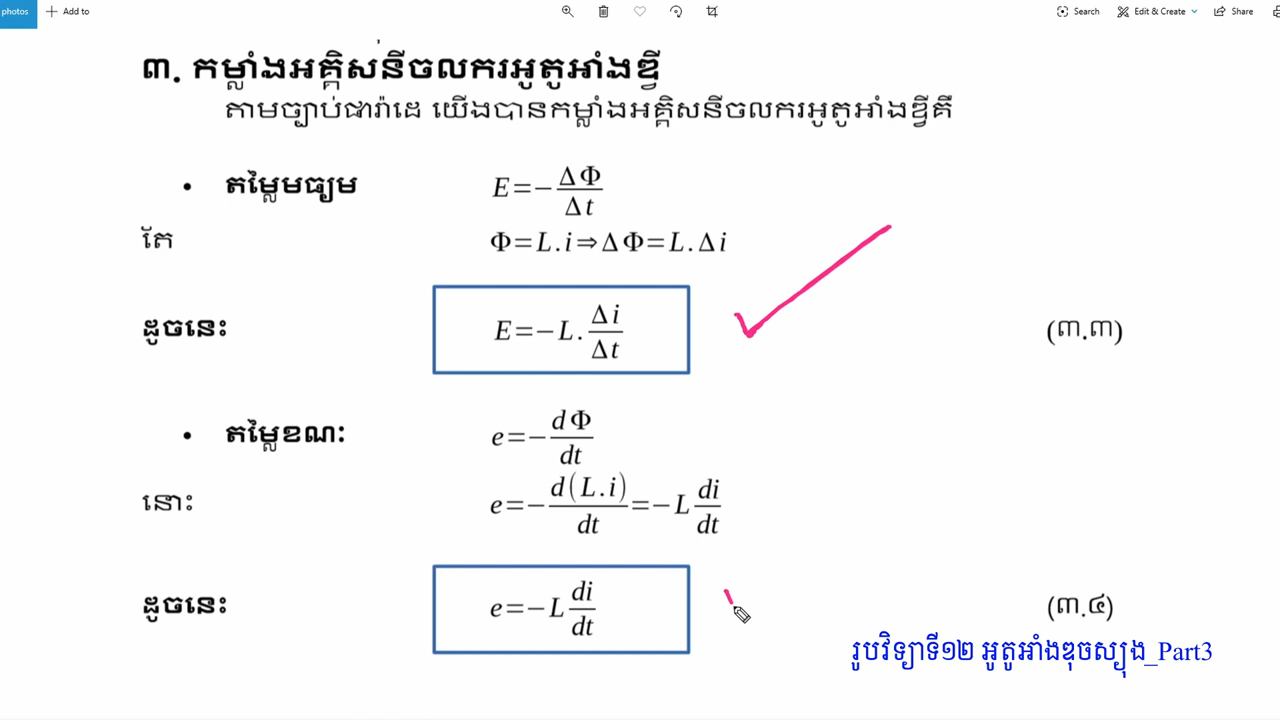 photos Add to Search Edit & Create Share
៣. កម្លាំងអគ្គិសនីចលករអូតូអាំងឌ្វី
តាមច្បាប់ផារ៉ាដេ យើងបានកម្លាំងអគ្គិសនីចលករអូតូអាំងឌ្វីគឺ
• តម្លៃមធ្យម E=−ΔΦ/Δt
តែ Φ=L.i⇒ΔΦ=L.Δi
ដូចនេះ E=−L.Δi/Δt (៣.៣)
• តម្លៃខណៈ e=−dΦ/dt
នោះ e=−d(L.i)/dt=−L di/dt
ដូចនេះ e=−L di/dt (៣.៤)
រូបវិទ្យាទី១២ អូតូអាំងឌុចស្យុង_Part3